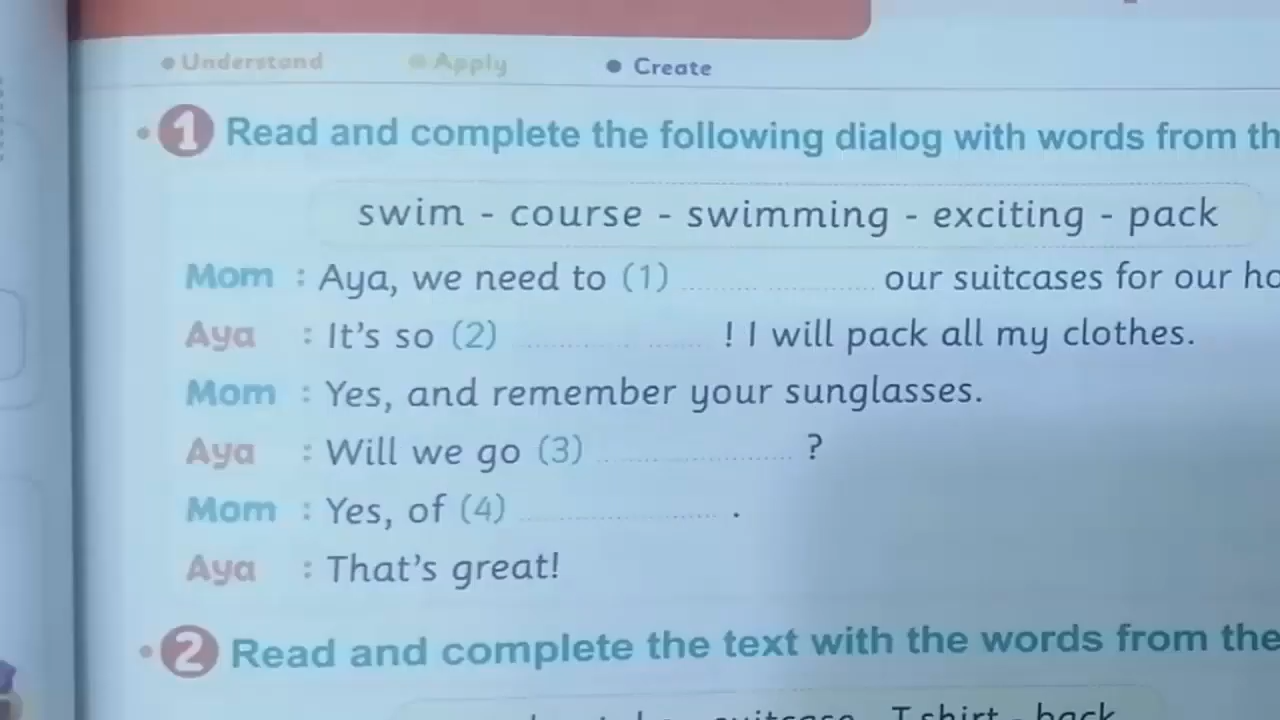 Understand Apply Create
1 Read and complete the following dialog with words from
swim - course - swimming - exciting - pack
Mom : Aya, we need to (1) .................... our suitcases for our
Aya : It's so (2) .................... ! I will pack all my clothes.
Mom : Yes, and remember your sunglasses.
Aya : Will we go (3) .................... ?
Mom : Yes, of (4) .................... .
Aya : That's great!
2 Read and complete the text with the words from the
suitcase - T.shirt - back